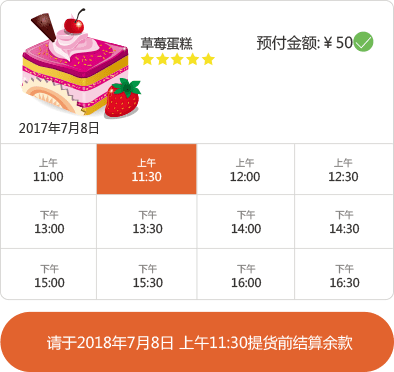 草莓蛋糕
预付金额:￥50
2017年7月8日
上午 上午 上午 上午
11:00 11:30 12:00 12:30
下午 下午 下午 下午
13:00 13:30 14:00 14:30
下午 下午 下午 下午
15:00 15:30 16:00 16:30
请于2018年7月8日 上午11:30提货前结算余款